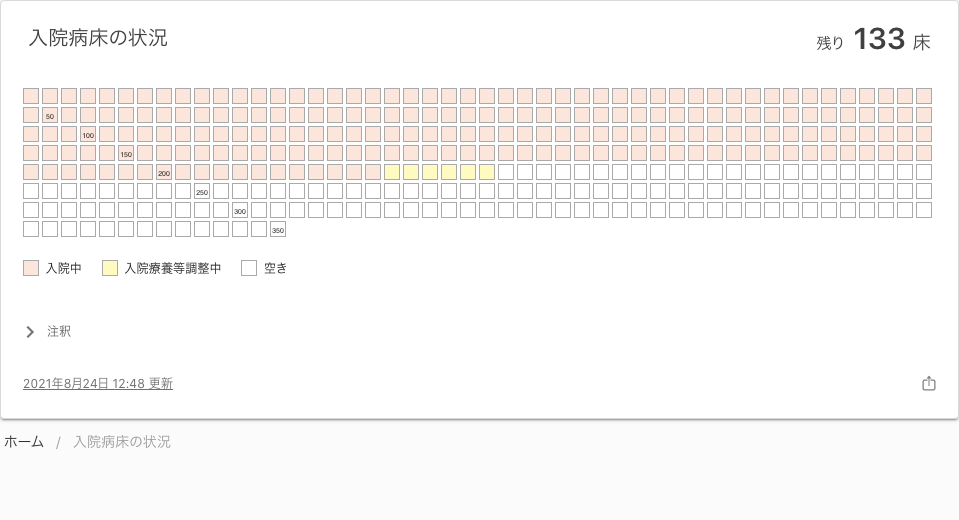 入院病床の状況
残り 133 床
50
100
150
200
250
300
350
入院中 入院療養等調整中 空き
注釈
2021年8月24日 12:48 更新
ホーム / 入院病床の状況